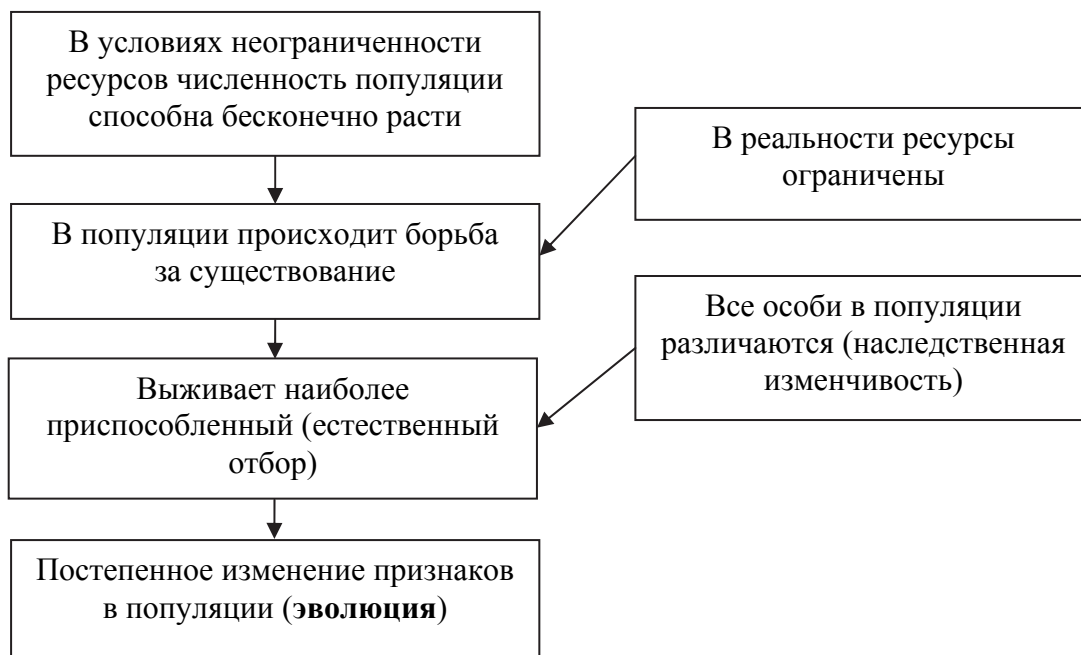 В условиях неограниченности
ресурсов численность популяции
способна бесконечно расти
В реальности ресурсы
ограничены
В популяции происходит борьба
за существование
Все особи в популяции
различаются (наследственная
изменчивость)
Выживает наиболее
приспособленный (естественный
отбор)
Постепенное изменение признаков
в популяции (эволюция)